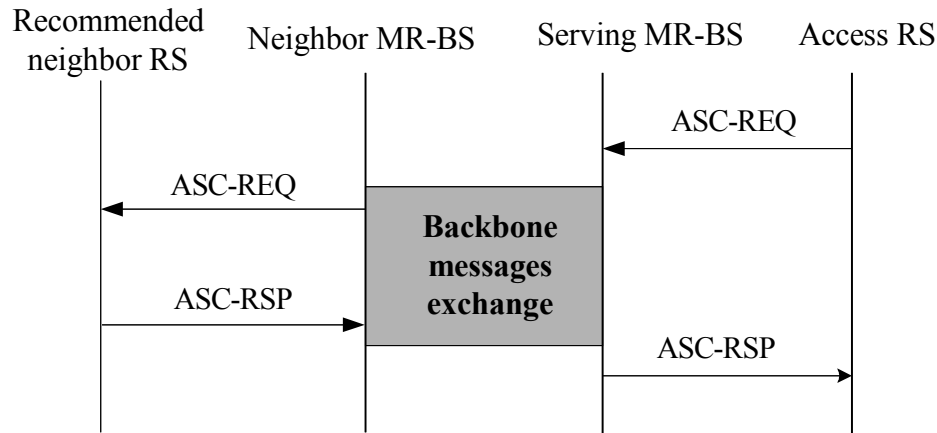 Recommended
neighbor RS
Neighbor MR-BS
Serving MR-BS
Access RS
ASC-REQ
ASC-REQ
Backbone
messages
exchange
ASC-RSP
ASC-RSP